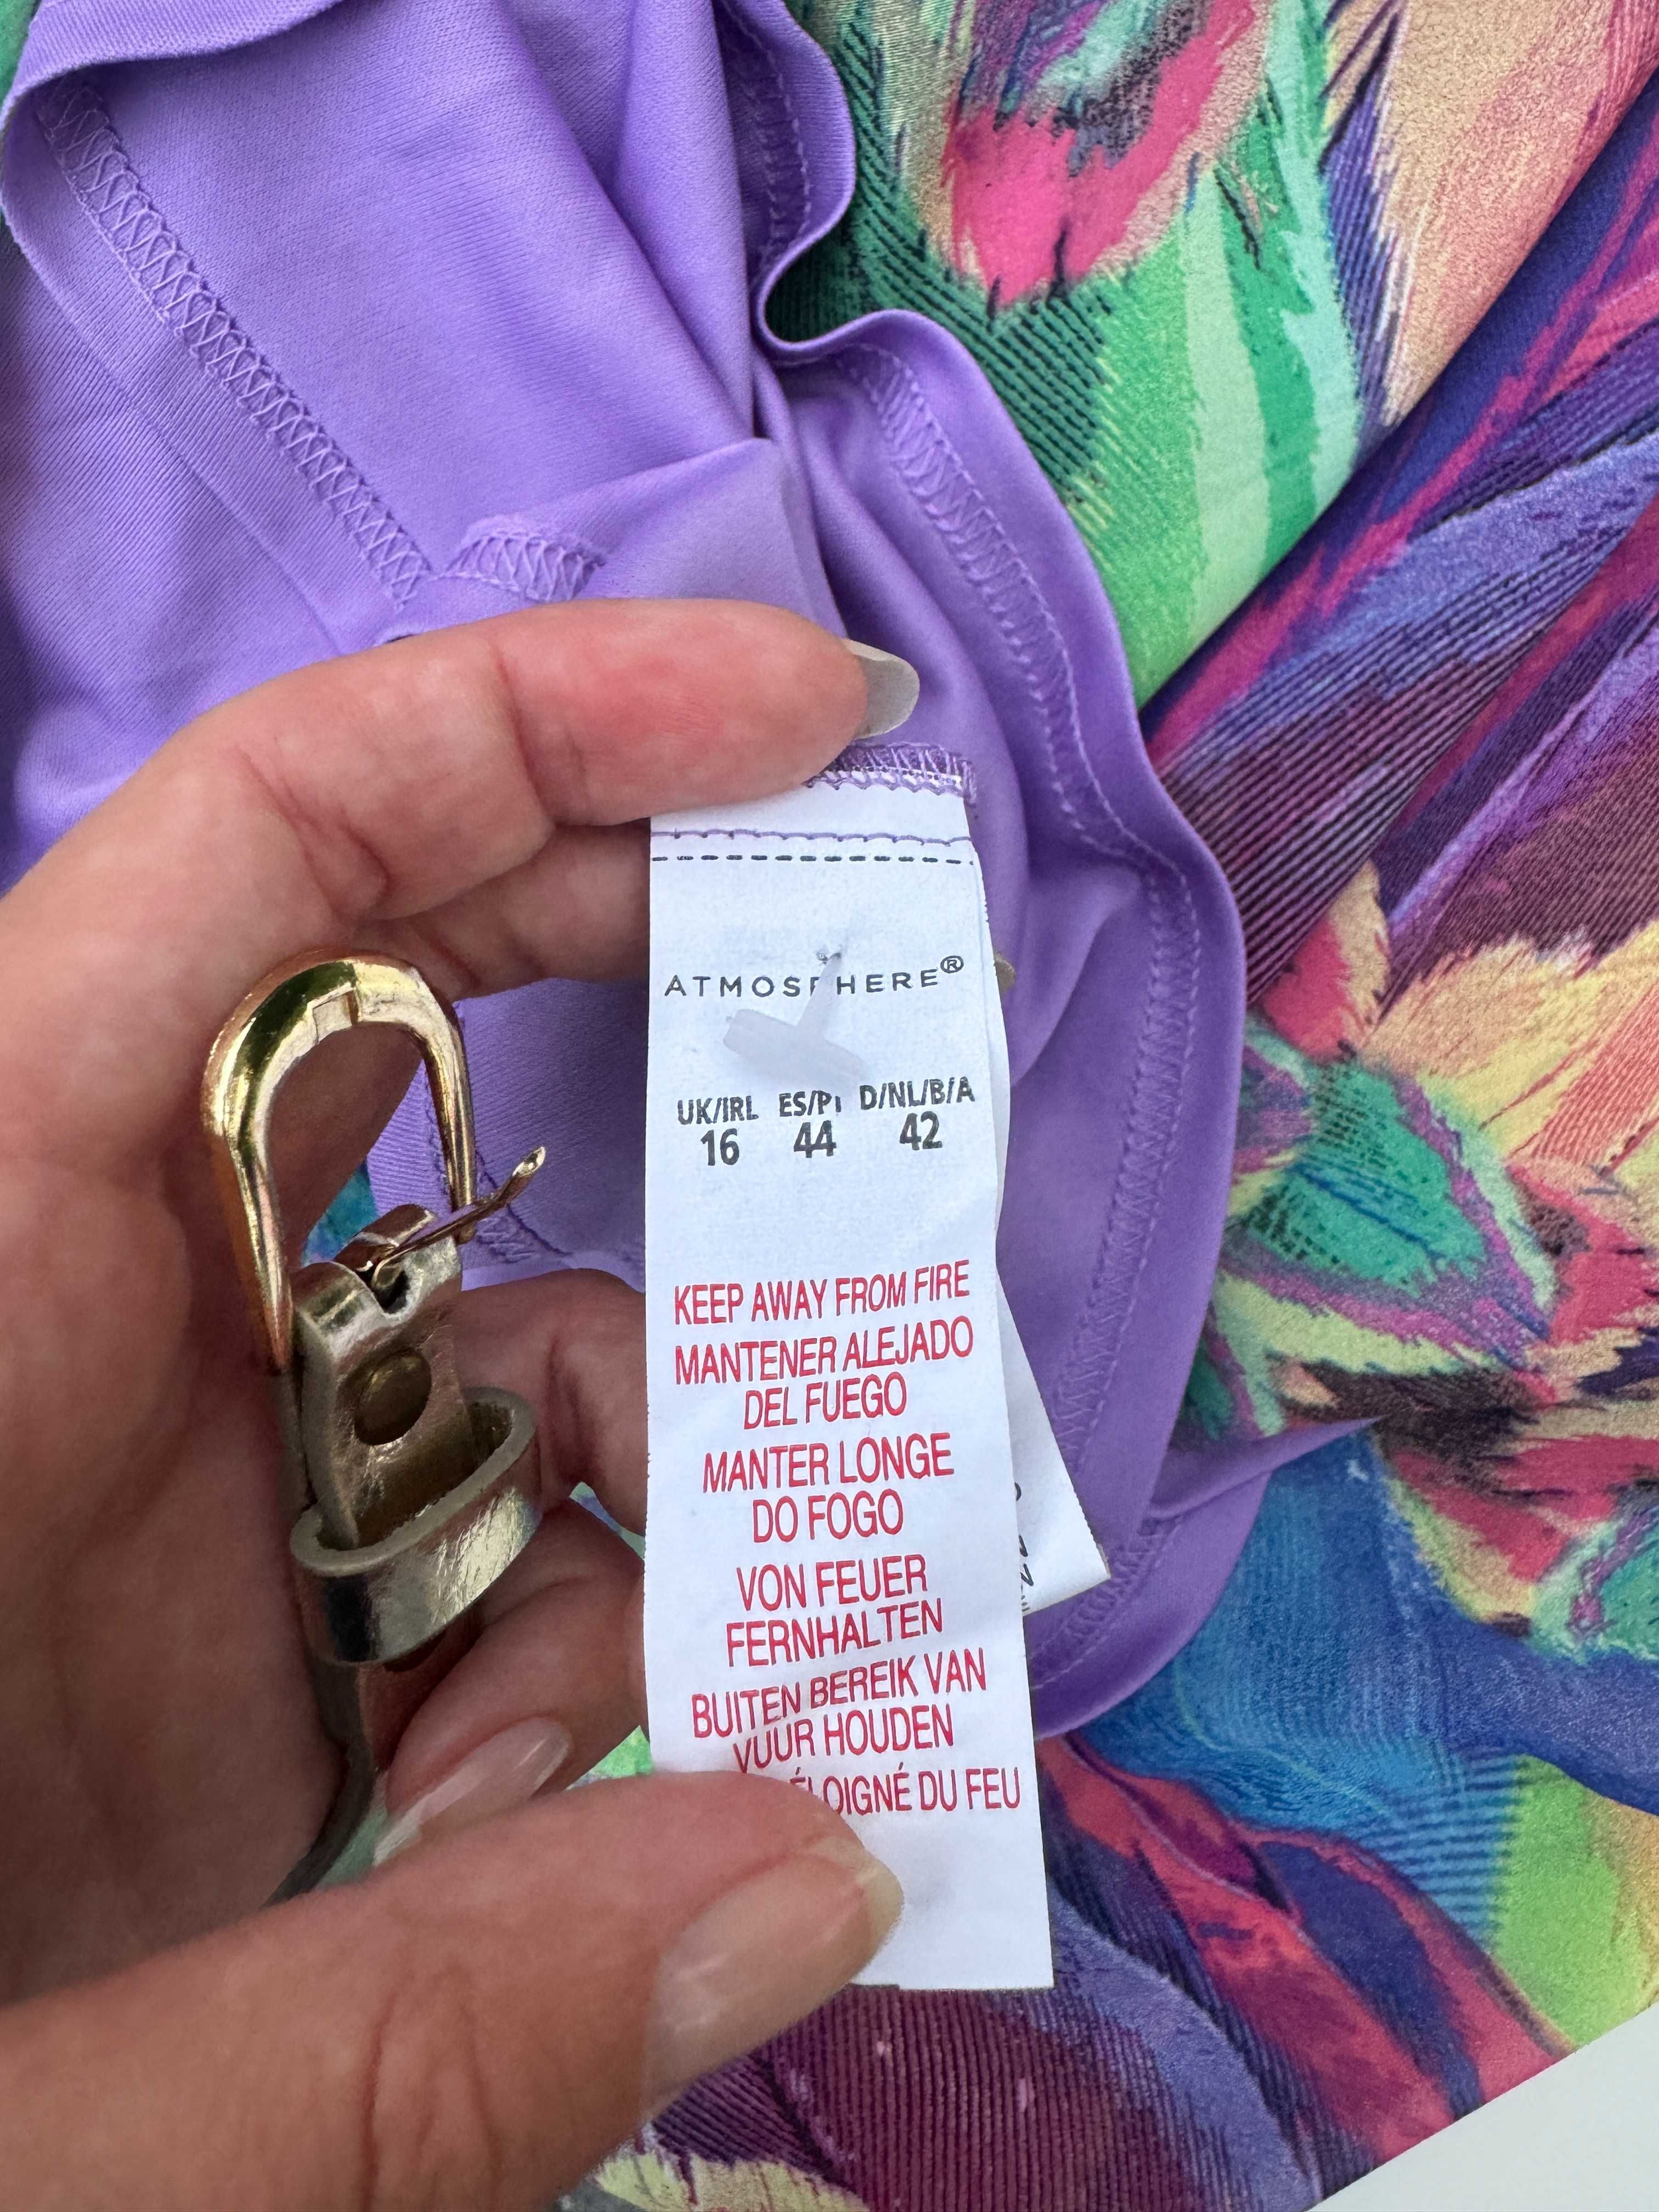 ATMOSPHERE®
UK/IRL ES/PT D/NL/B/A
16 44 42
KEEP AWAY FROM FIRE
MANTENER ALEJADO
DEL FUEGO
MANTER LONGE
DO FOGO
VON FEUER
FERNHALTEN
BUITEN BEREIK VAN
VUUR HOUDEN
ÉLOIGNÉ DU FEU